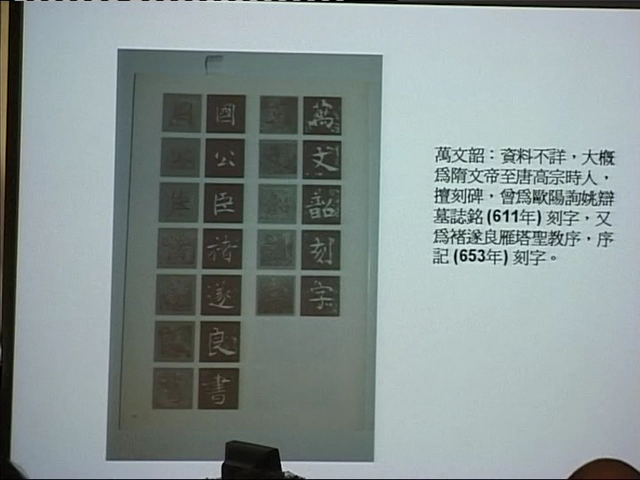 國公臣褚遂良書
萬文韶刻字
萬文韶：資料不詳，大概
為隋文帝至唐高宗時人，
擅刻碑，曾為歐陽詢姚辯
墓誌銘 (611年) 刻字，又
為褚遂良雁塔聖教序，序
記 (653年) 刻字。